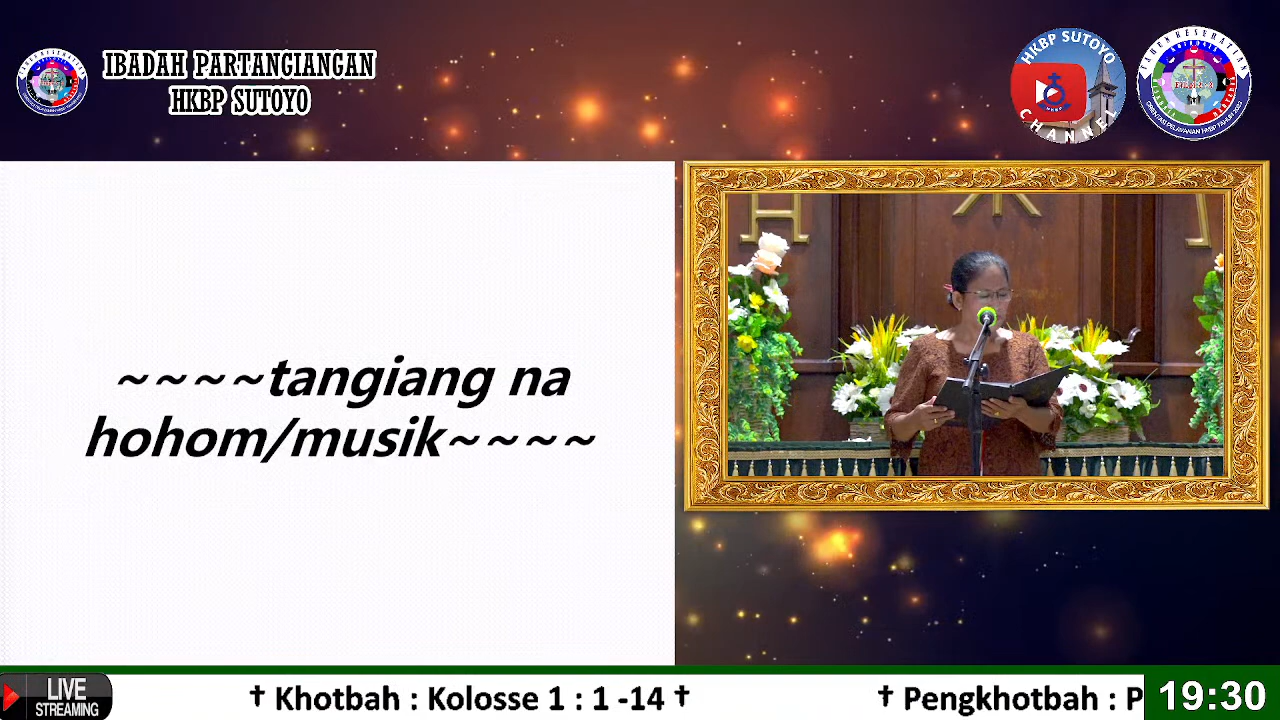 IBADAH PARTANGIANGAN
HKBP SUTOYO
HKBP SUTOYO
CHANNEL
~~~~tangiang na
hohom/musik~~~~
LIVE
STREAMING
✝ Khotbah : Kolosse 1 : 1 -14 ✝
✝ Pengkhotbah : P
19:30